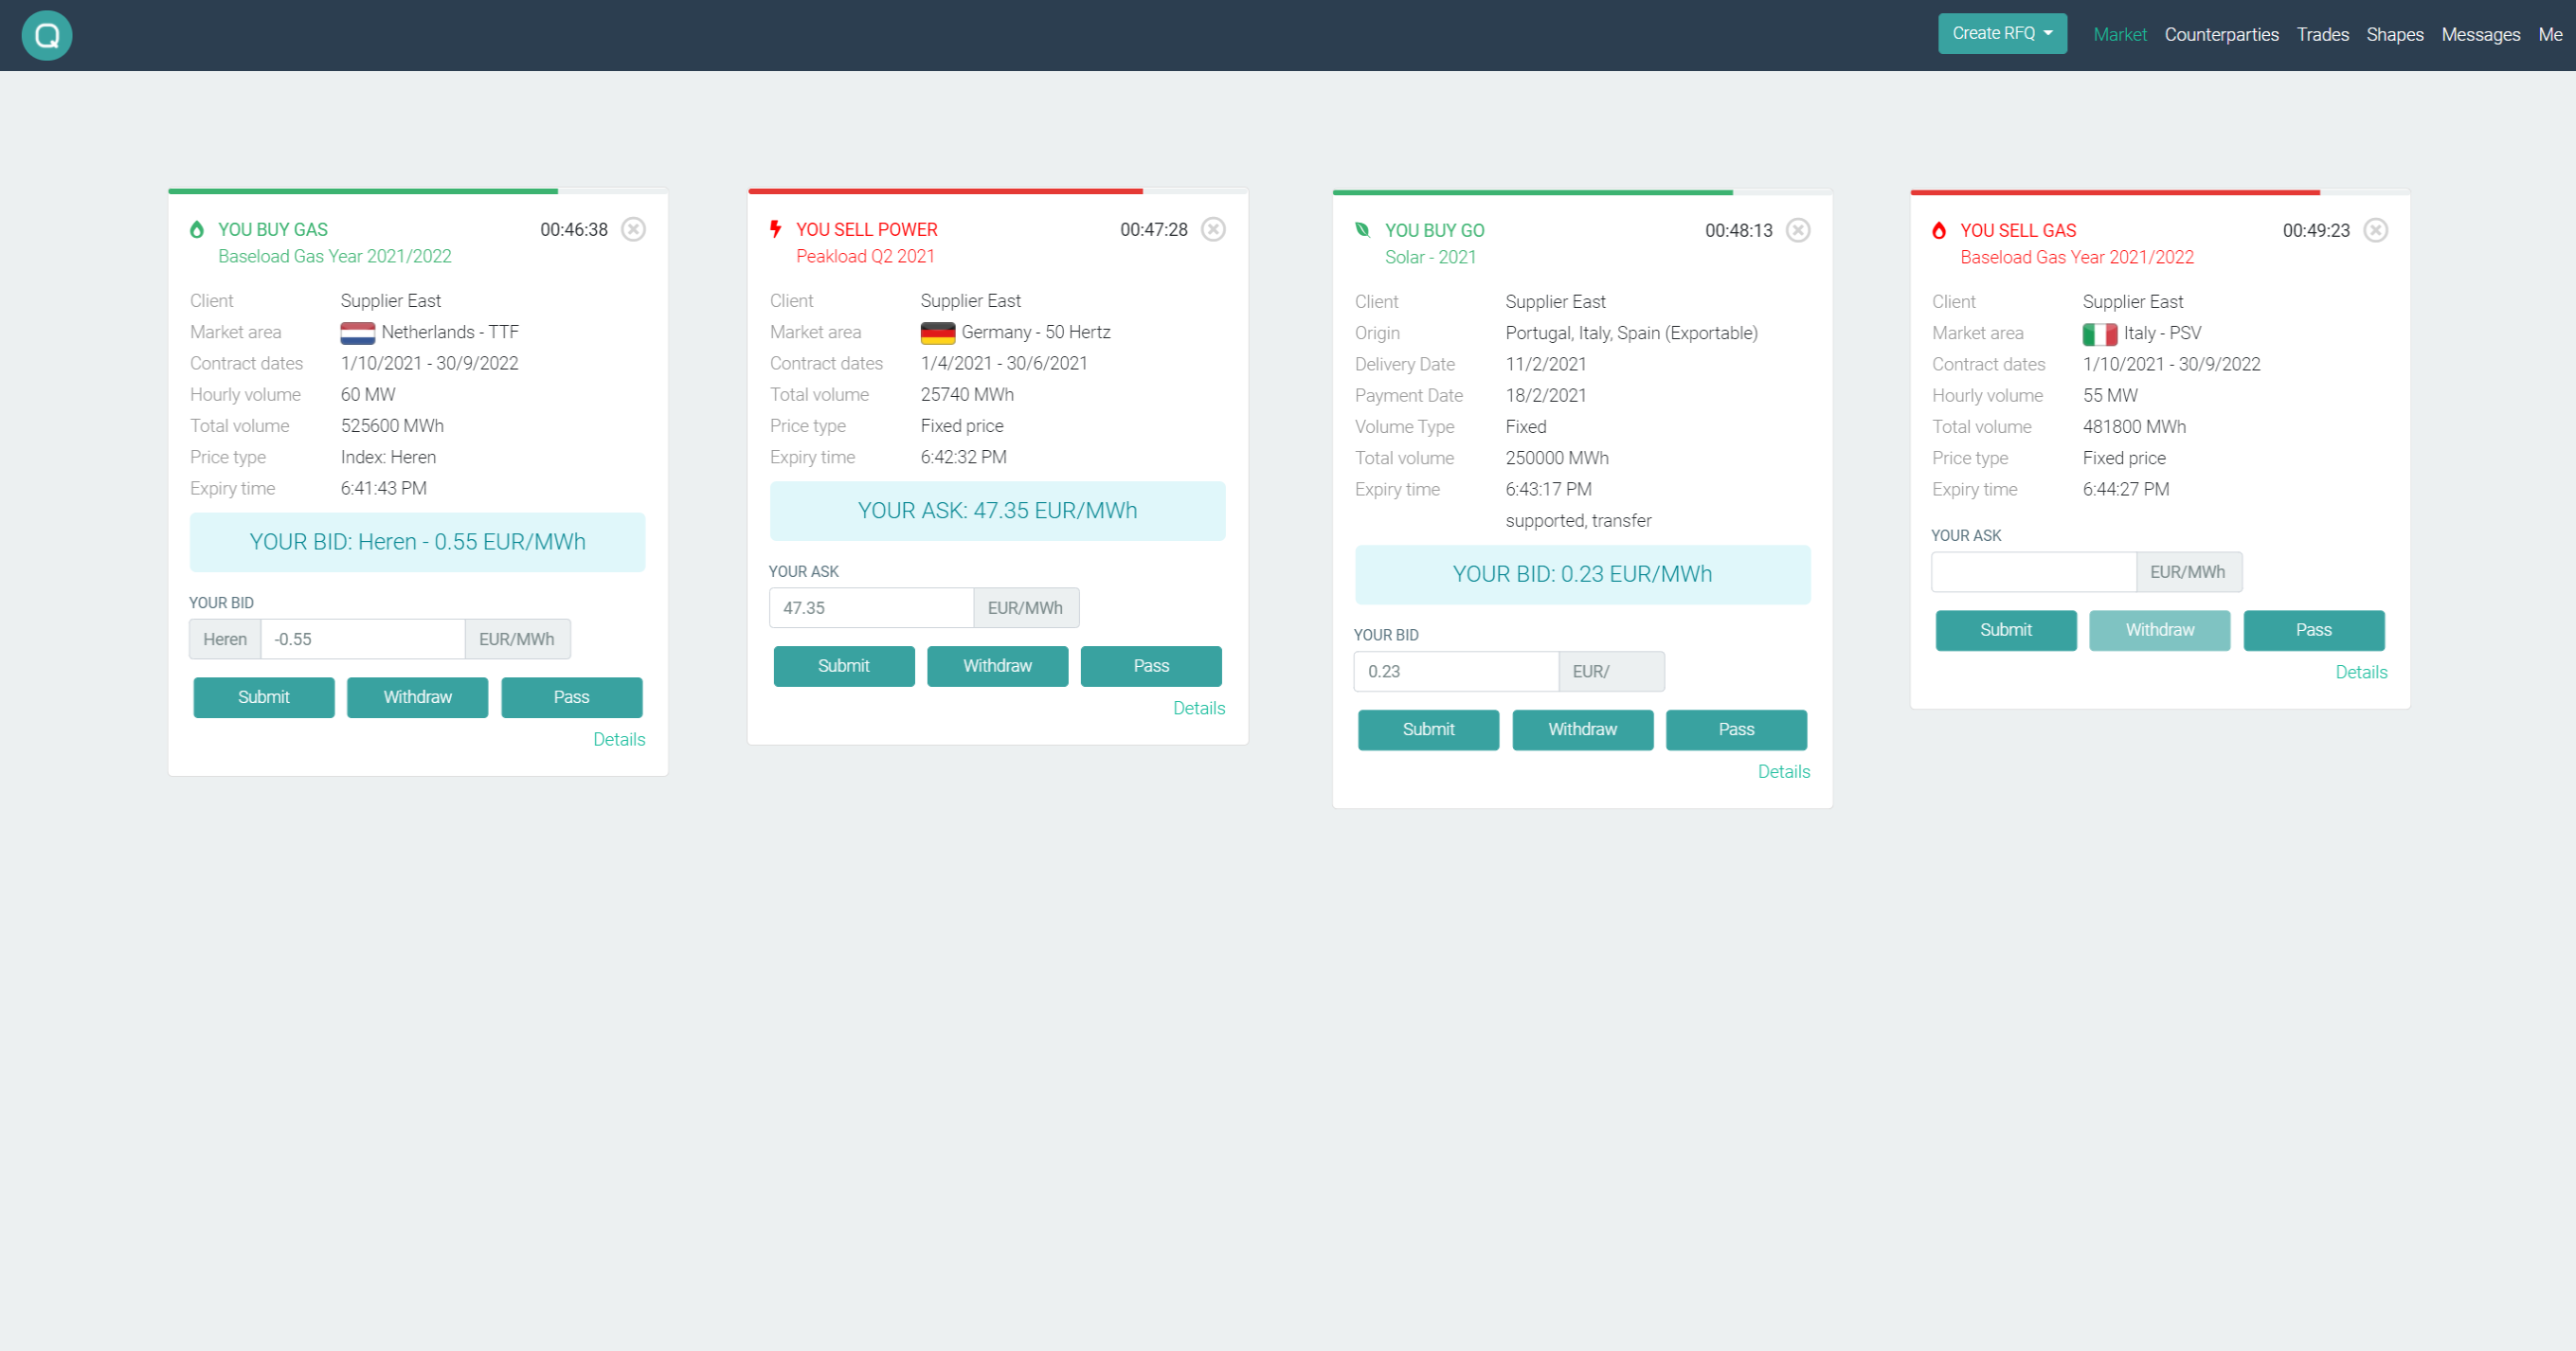 Q
Create RFQ Market Counterparties Trades Shapes Messages Me
YOU BUY GAS 00:46:38
Baseload Gas Year 2021/2022
Client Supplier East
Market area Netherlands - TTF
Contract dates 1/10/2021 - 30/9/2022
Hourly volume 60 MW
Total volume 525600 MWh
Price type Index: Heren
Expiry time 6:41:43 PM
YOUR BID: Heren - 0.55 EUR/MWh
YOUR BID
Heren -0.55 EUR/MWh
Submit Withdraw Pass
Details
YOU SELL POWER 00:47:28
Peakload Q2 2021
Client Supplier East
Market area Germany - 50 Hertz
Contract dates 1/4/2021 - 30/6/2021
Total volume 25740 MWh
Price type Fixed price
Expiry time 6:42:32 PM
YOUR ASK: 47.35 EUR/MWh
YOUR ASK
47.35 EUR/MWh
Submit Withdraw Pass
Details
YOU BUY GO 00:48:13
Solar - 2021
Client Supplier East
Origin Portugal, Italy, Spain (Exportable)
Delivery Date 11/2/2021
Payment Date 18/2/2021
Volume Type Fixed
Total volume 250000 MWh
Expiry time 6:43:17 PM
supported, transfer
YOUR BID: 0.23 EUR/MWh
YOUR BID
0.23 EUR/
Submit Withdraw Pass
Details
YOU SELL GAS 00:49:23
Baseload Gas Year 2021/2022
Client Supplier East
Market area Italy - PSV
Contract dates 1/10/2021 - 30/9/2022
Hourly volume 55 MW
Total volume 481800 MWh
Price type Fixed price
Expiry time 6:44:27 PM
YOUR ASK
EUR/MWh
Submit Withdraw Pass
Details